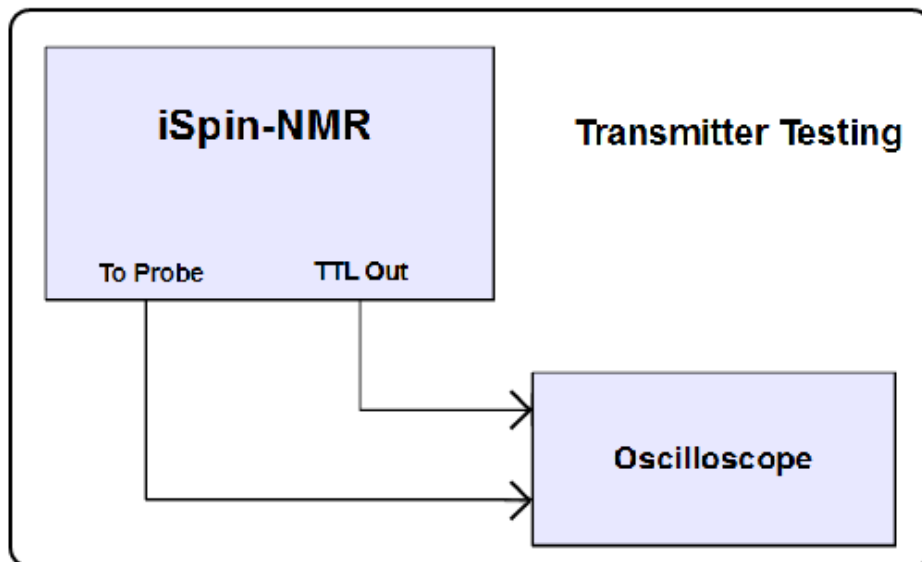 iSpin-NMR
Transmitter Testing
To Probe
TTL Out
Oscilloscope